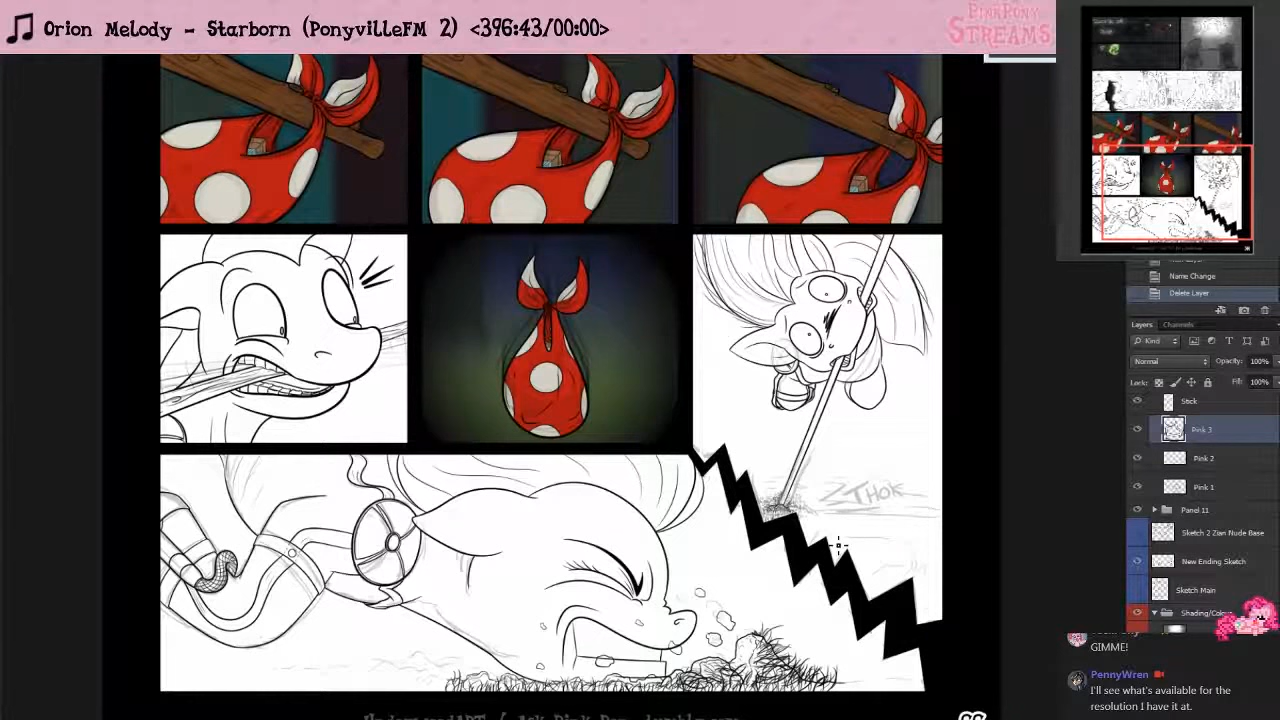 Orion Melody - Starborn (PonyvilleFM 2) <396:43/00:00>
PINKPONY
STREAMS
Name Change
Delete Layer
Layers Channels
Kind
Normal Opacity: 100%
Lock: Fill: 100%
Stick
Pink 3
Pink 2
Pink 1
Panel 11
Sketch 2 Zian Nude Base
New Ending Sketch
Sketch Main
Shading/Colou
THOK
GIMME!
PennyWren
I'll see what's available for the
resolution I have it at.